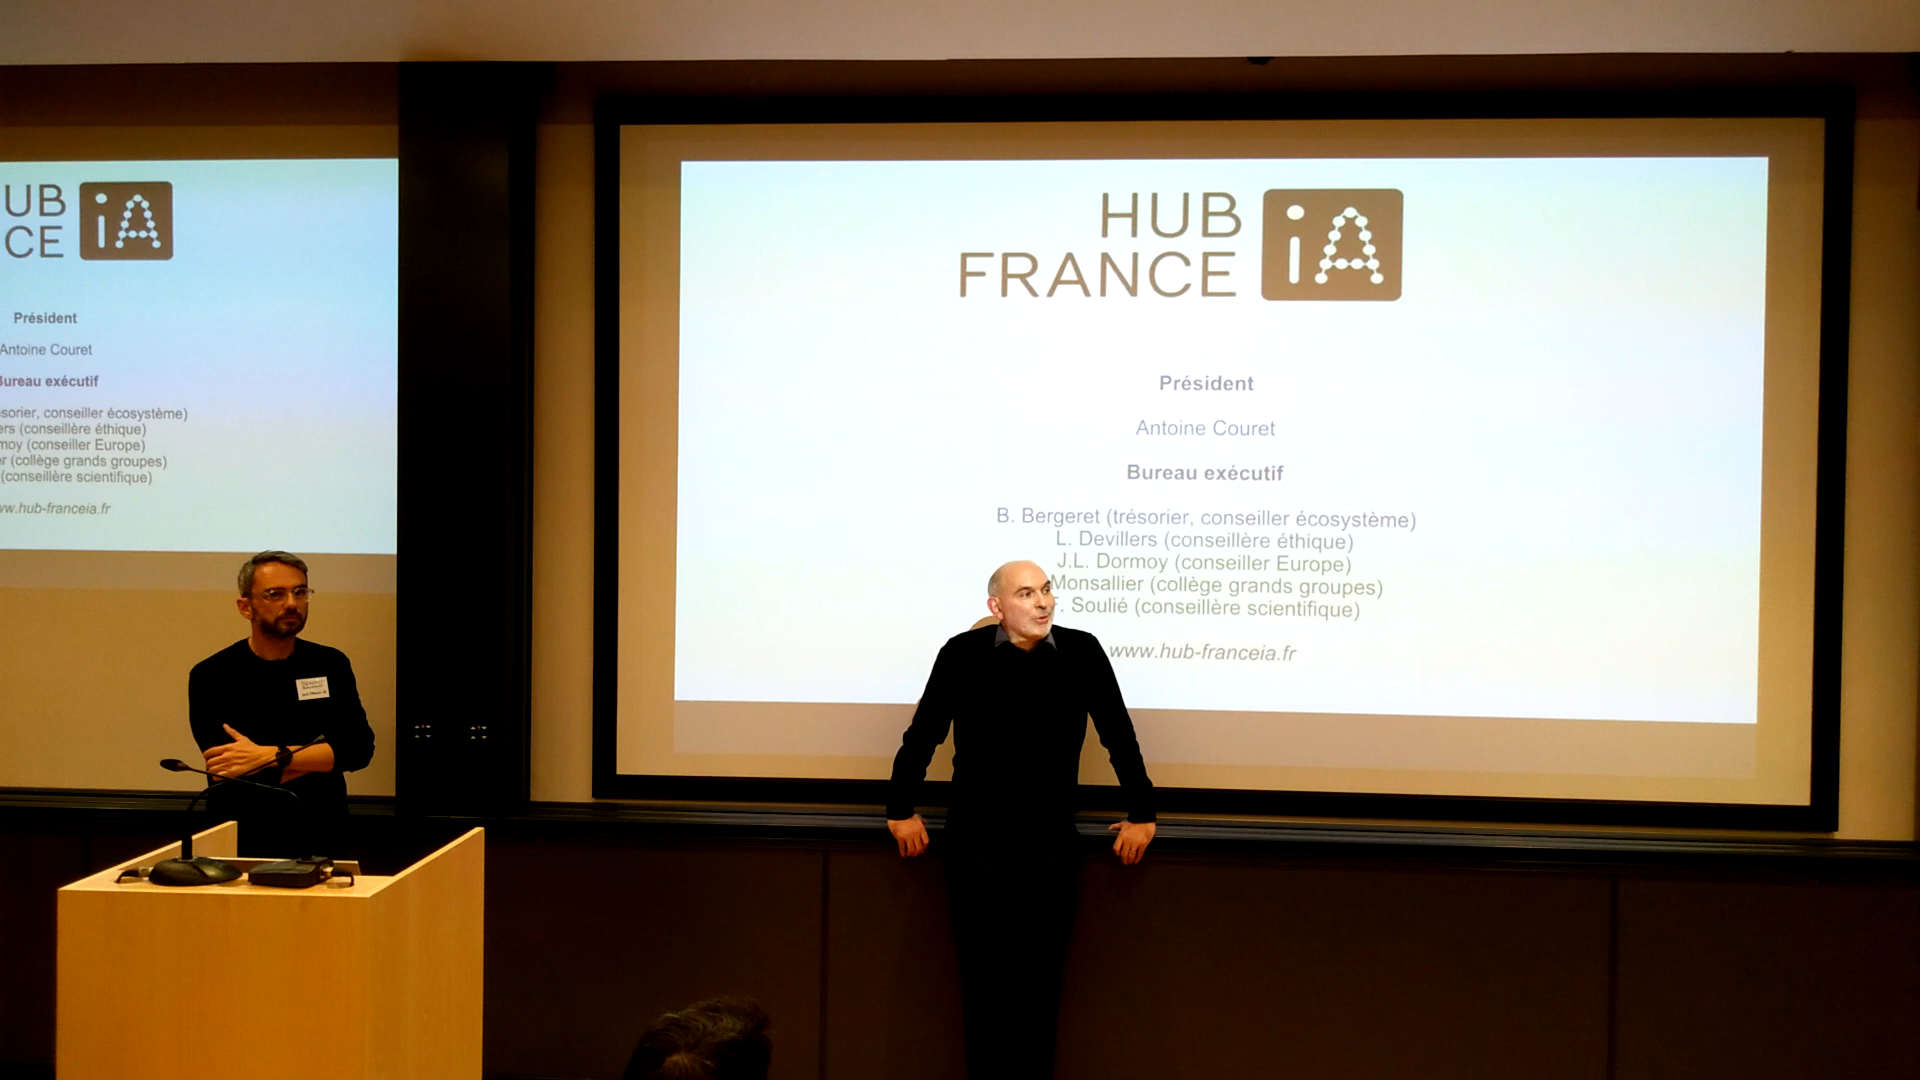 UB
CE
iA
Président
Antoine Couret
Bureau exécutif
sorier, conseiller écosystème)
ers (conseillère éthique)
moy (conseiller Europe)
r (collège grands groupes)
(conseillère scientifique)
w.hub-franceia.fr
HUB
FRANCE
iA
Président
Antoine Couret
Bureau exécutif
B. Bergeret (trésorier, conseiller écosystème)
L. Devillers (conseillère éthique)
J.L. Dormoy (conseiller Europe)
Monsallier (collège grands groupes)
. Soulié (conseillère scientifique)
www.hub-franceia.fr